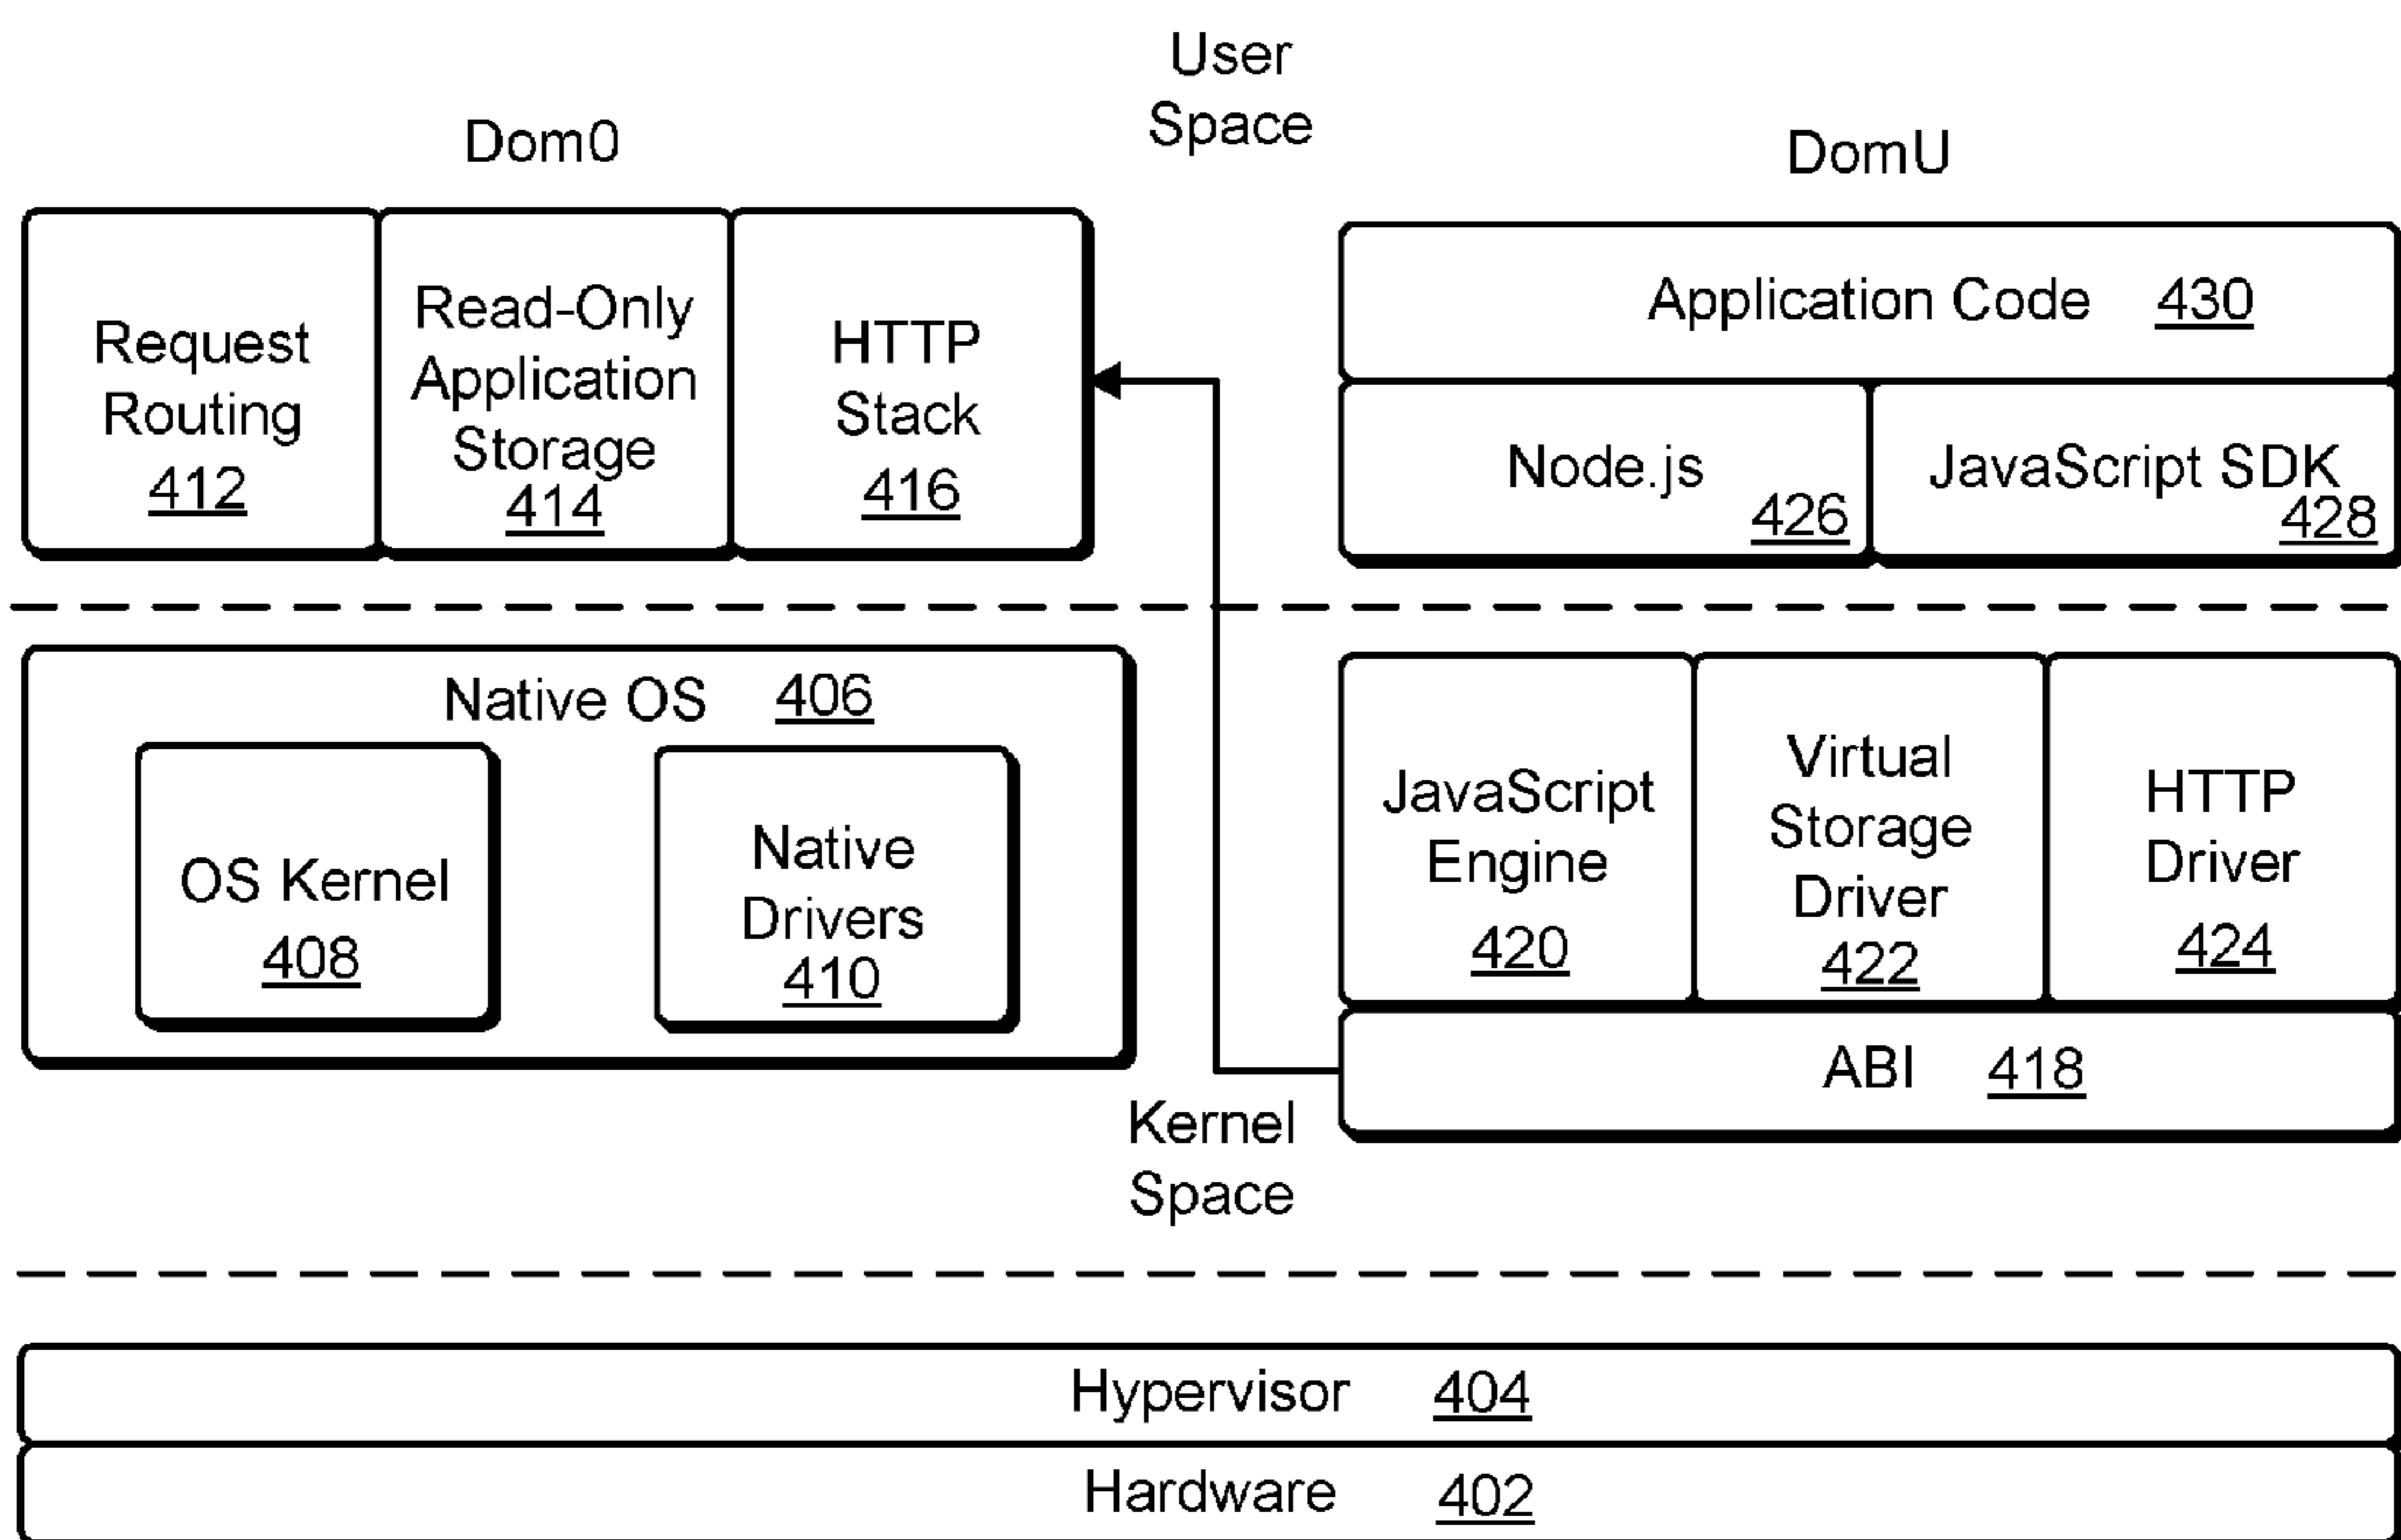 User
Space
Dom0
DomU
Request
Routing
412
Read-Only
Application
Storage
414
HTTP
Stack
416
Application Code 430
Node.js
426
JavaScript SDK
428
Native OS 406
OS Kernel
408
Native
Drivers
410
JavaScript
Engine
420
Virtual
Storage
Driver
422
HTTP
Driver
424
ABI 418
Kernel
Space
Hypervisor 404
Hardware 402